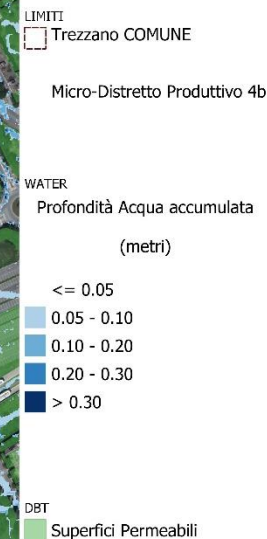 LIMITI
Trezzano COMUNE
Micro-Distretto Produttivo 4b
WATER
Profondità Acqua accumulata
(metri)
<= 0.05
0.05 - 0.10
0.10 - 0.20
0.20 - 0.30
> 0.30
DBT
Superfici Permeabili